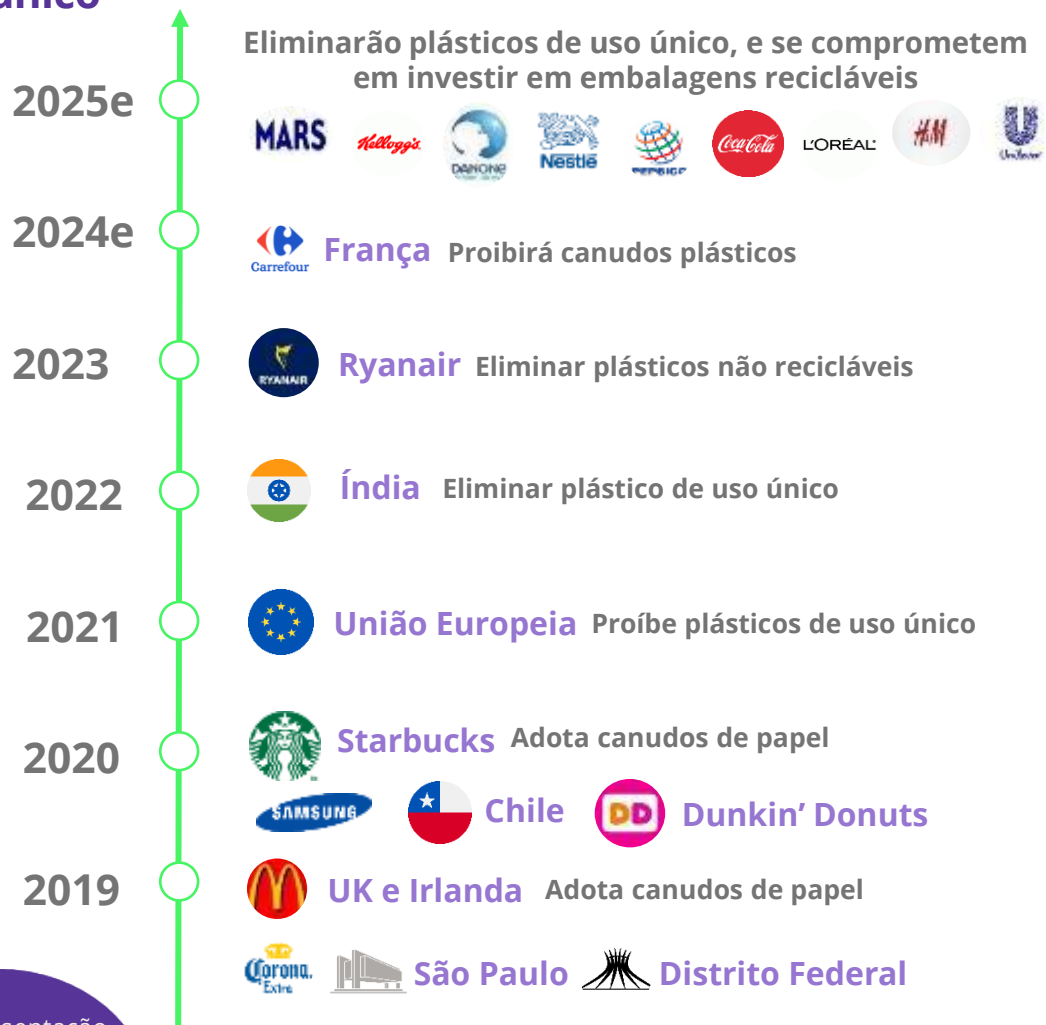 único
Eliminarão plásticos de uso único, e se comprometem
em investir em embalagens recicláveis
2025e
MARS Kellogg's DANONE Nestlé PEPSICO Coca-Cola L'ORÉAL H&M Unilever
2024e
Carrefour França Proibirá canudos plásticos
2023
RYANAIR Ryanair Eliminar plásticos não recicláveis
2022
Índia Eliminar plástico de uso único
2021
União Europeia Proíbe plásticos de uso único
2020
Starbucks Adota canudos de papel
SAMSUNG Chile DD Dunkin’ Donuts
2019
UK e Irlanda Adota canudos de papel
Corona. Extra São Paulo Distrito Federal